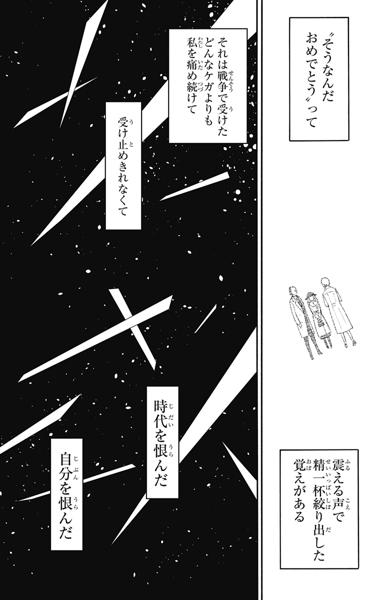 “そうなんだ
おめでとう”って
震える声で
精一杯絞り出した
覚えがある
それは戦争で受けた
どんなケガよりも
私を痛め続けて
受け止めきれなくて
時代を恨んだ
自分を恨んだ